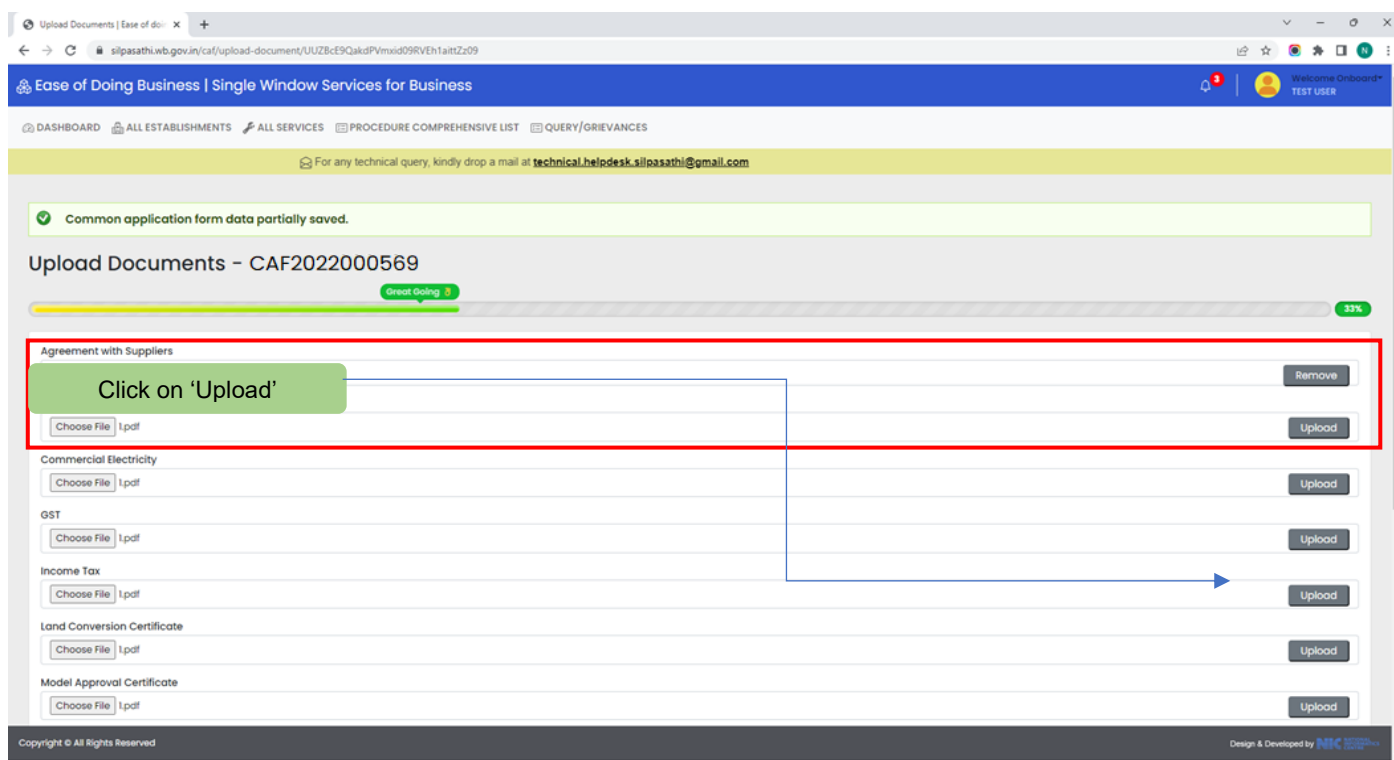 Upload Documents | Ease of doi
silpasathi.wb.gov.in/caf/upload-document/UUZBcE9QakdPVmxid09RVEh1aittZz09
N
Ease of Doing Business | Single Window Services for Business
3
Welcome Onboard
TEST USER
DASHBOARD ALL ESTABLISHMENTS ALL SERVICES PROCEDURE COMPREHENSIVE LIST QUERY/GRIEVANCES
For any technical query, kindly drop a mail at technical.helpdesk.silpasathi@gmail.com
Common application form data partially saved.
Upload Documents - CAF2022000569
Great Going
33%
Agreement with Suppliers
Remove
Click on ‘Upload’
Choose File 1.pdf Upload
Commercial Electricity
Choose File 1.pdf Upload
GST
Choose File 1.pdf Upload
Income Tax
Choose File 1.pdf Upload
Land Conversion Certificate
Choose File 1.pdf Upload
Model Approval Certificate
Choose File 1.pdf Upload
Copyright © All Rights Reserved
Design & Developed by NIC NATIONAL INFORMATICS CENTRE